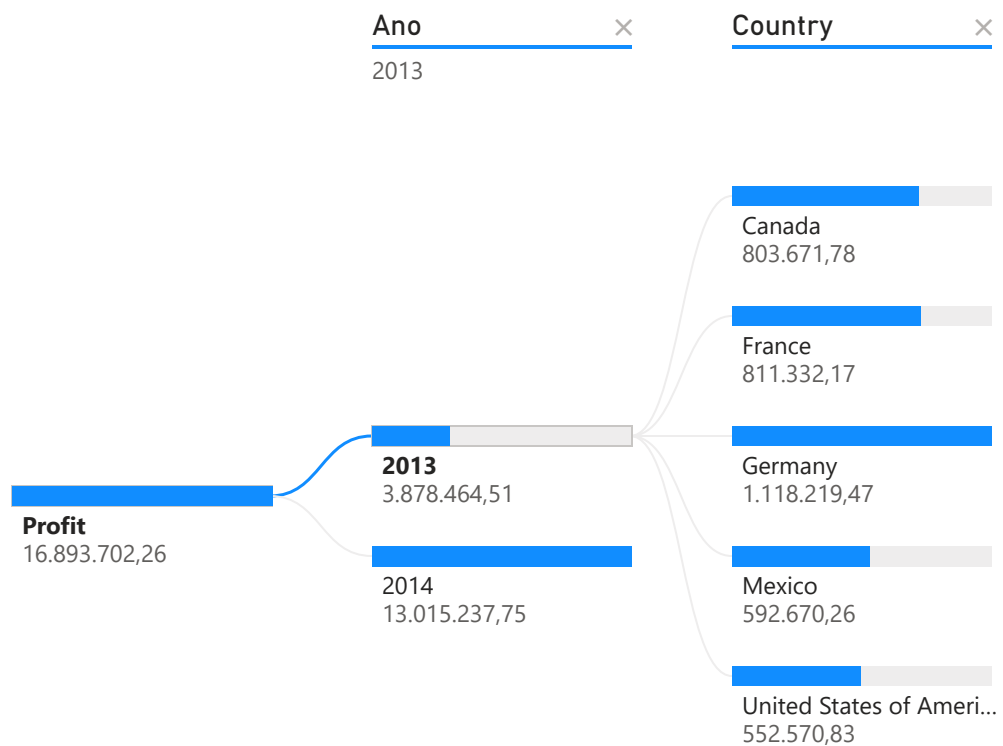 Ano
Country
2013
Canada
803.671,78
France
811.332,17
2013
3.878.464,51
Germany
1.118.219,47
Profit
16.893.702,26
2014
13.015.237,75
Mexico
592.670,26
United States of Ameri...
552.570,83